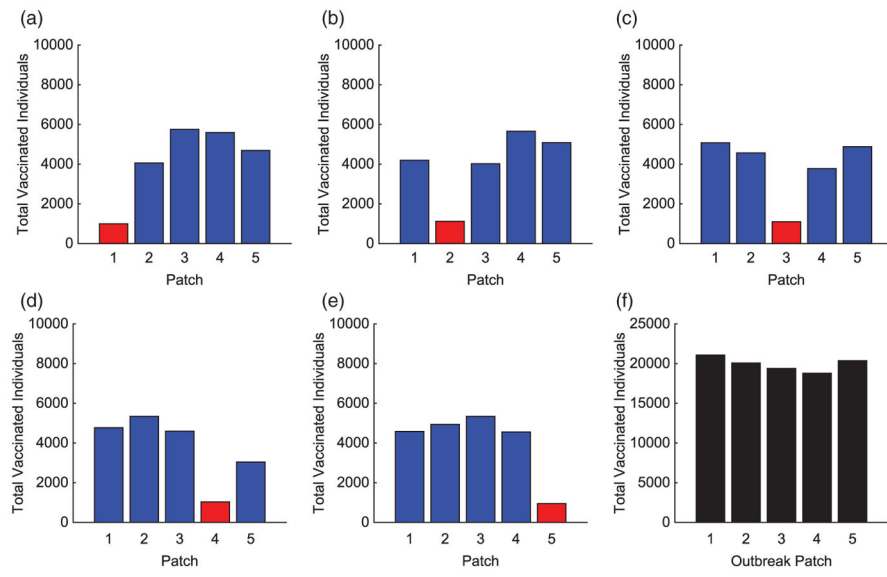 (a)
10000
8000
6000
4000
2000
0
Total Vaccinated Individuals
1 2 3 4 5
Patch
(b)
10000
8000
6000
4000
2000
0
Total Vaccinated Individuals
1 2 3 4 5
Patch
(c)
10000
8000
6000
4000
2000
0
Total Vaccinated Individuals
1 2 3 4 5
Patch
(d)
10000
8000
6000
4000
2000
0
Total Vaccinated Individuals
1 2 3 4 5
Patch
(e)
10000
8000
6000
4000
2000
0
Total Vaccinated Individuals
1 2 3 4 5
Patch
(f)
25000
20000
15000
10000
5000
0
Total Vaccinated Individuals
1 2 3 4 5
Outbreak Patch